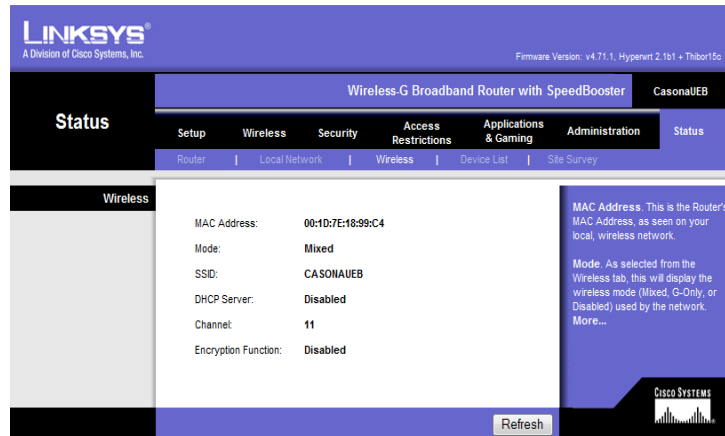 LINKSYS®
A Division of Cisco Systems, Inc.
Firmware Version: v4.71.1, Hyperwrt 2.1b1 + Thibor15c
Wireless-G Broadband Router with SpeedBooster
CasonaUEB
Status
Setup
Wireless
Security
Access Restrictions
Applications & Gaming
Administration
Status
Router | Local Network | Wireless | Device List | Site Survey
Wireless
MAC Address: 00:1D:7E:18:99:C4
Mode: Mixed
SSID: CASONAUEB
DHCP Server: Disabled
Channel: 11
Encryption Function: Disabled
MAC Address. This is the Router's
MAC Address, as seen on your
local, wireless network.
Mode. As selected from the
Wireless tab, this will display the
wireless mode (Mixed, G-Only, or
Disabled) used by the network.
More...
Refresh
CISCO SYSTEMS